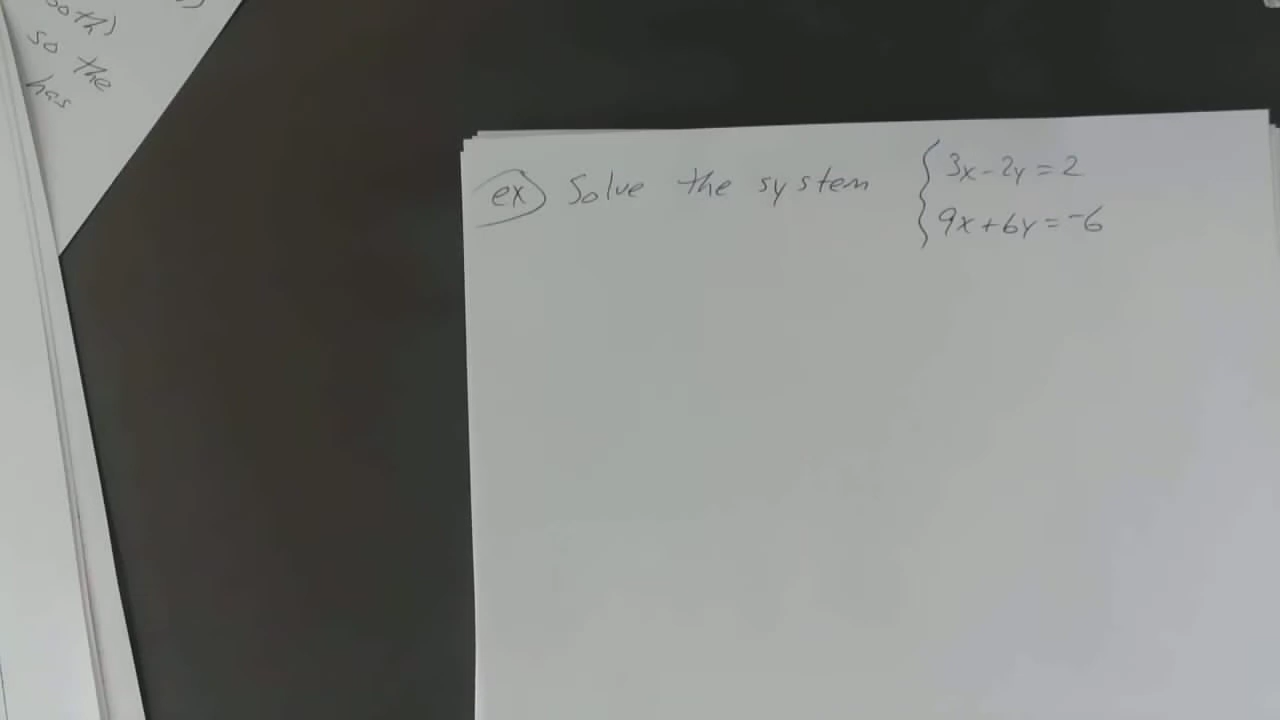 so the
has
ex) Solve the system { 3x-2y=2
9x+6y=-6